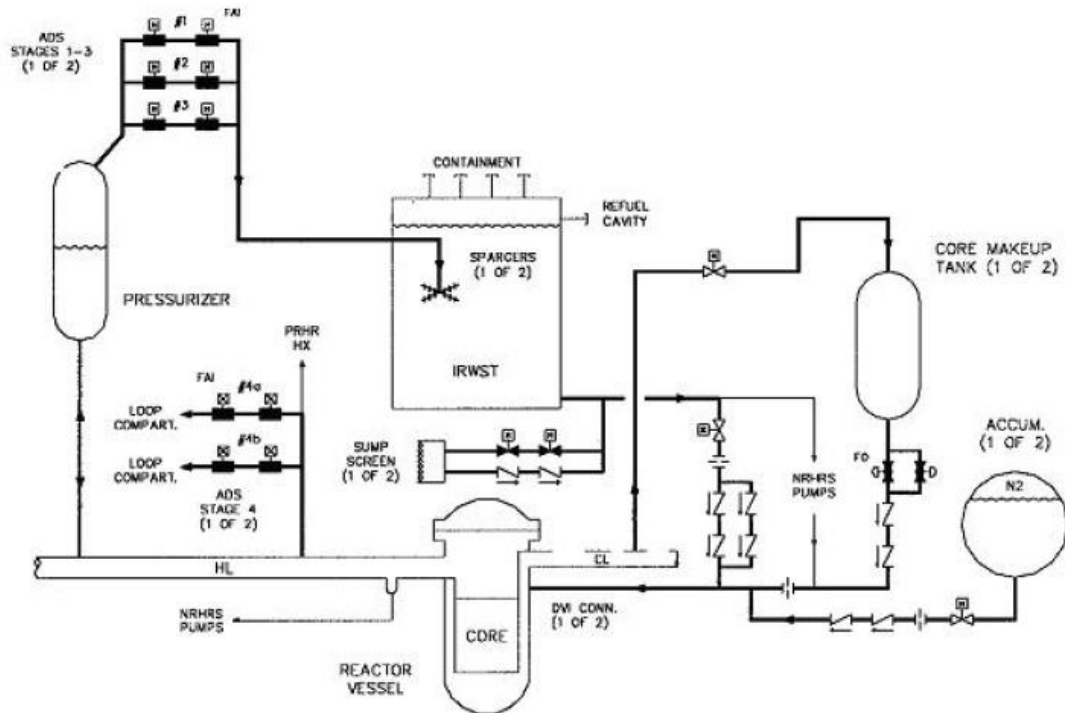 ADS
STAGES 1-3
(1 OF 2)
#1
FAI
#2
#3
M M
M M
M M
CONTAINMENT
REFUEL
CAVITY
SPARGERS
(1 OF 2)
M
CORE MAKEUP
TANK (1 OF 2)
PRESSURIZER
PRHR
HX
IRWST
FAI
#4a
LOOP
COMPART.
#4b
LOOP
COMPART.
ADS
STAGE 4
(1 OF 2)
SUMP
SCREEN
(1 OF 2)
M M
M
NRHRS
PUMPS
FO
ACCUM.
(1 OF 2)
N2
HL
CL
NRHRS
PUMPS
CORE
DVI CONN.
(1 OF 2)
M
REACTOR
VESSEL